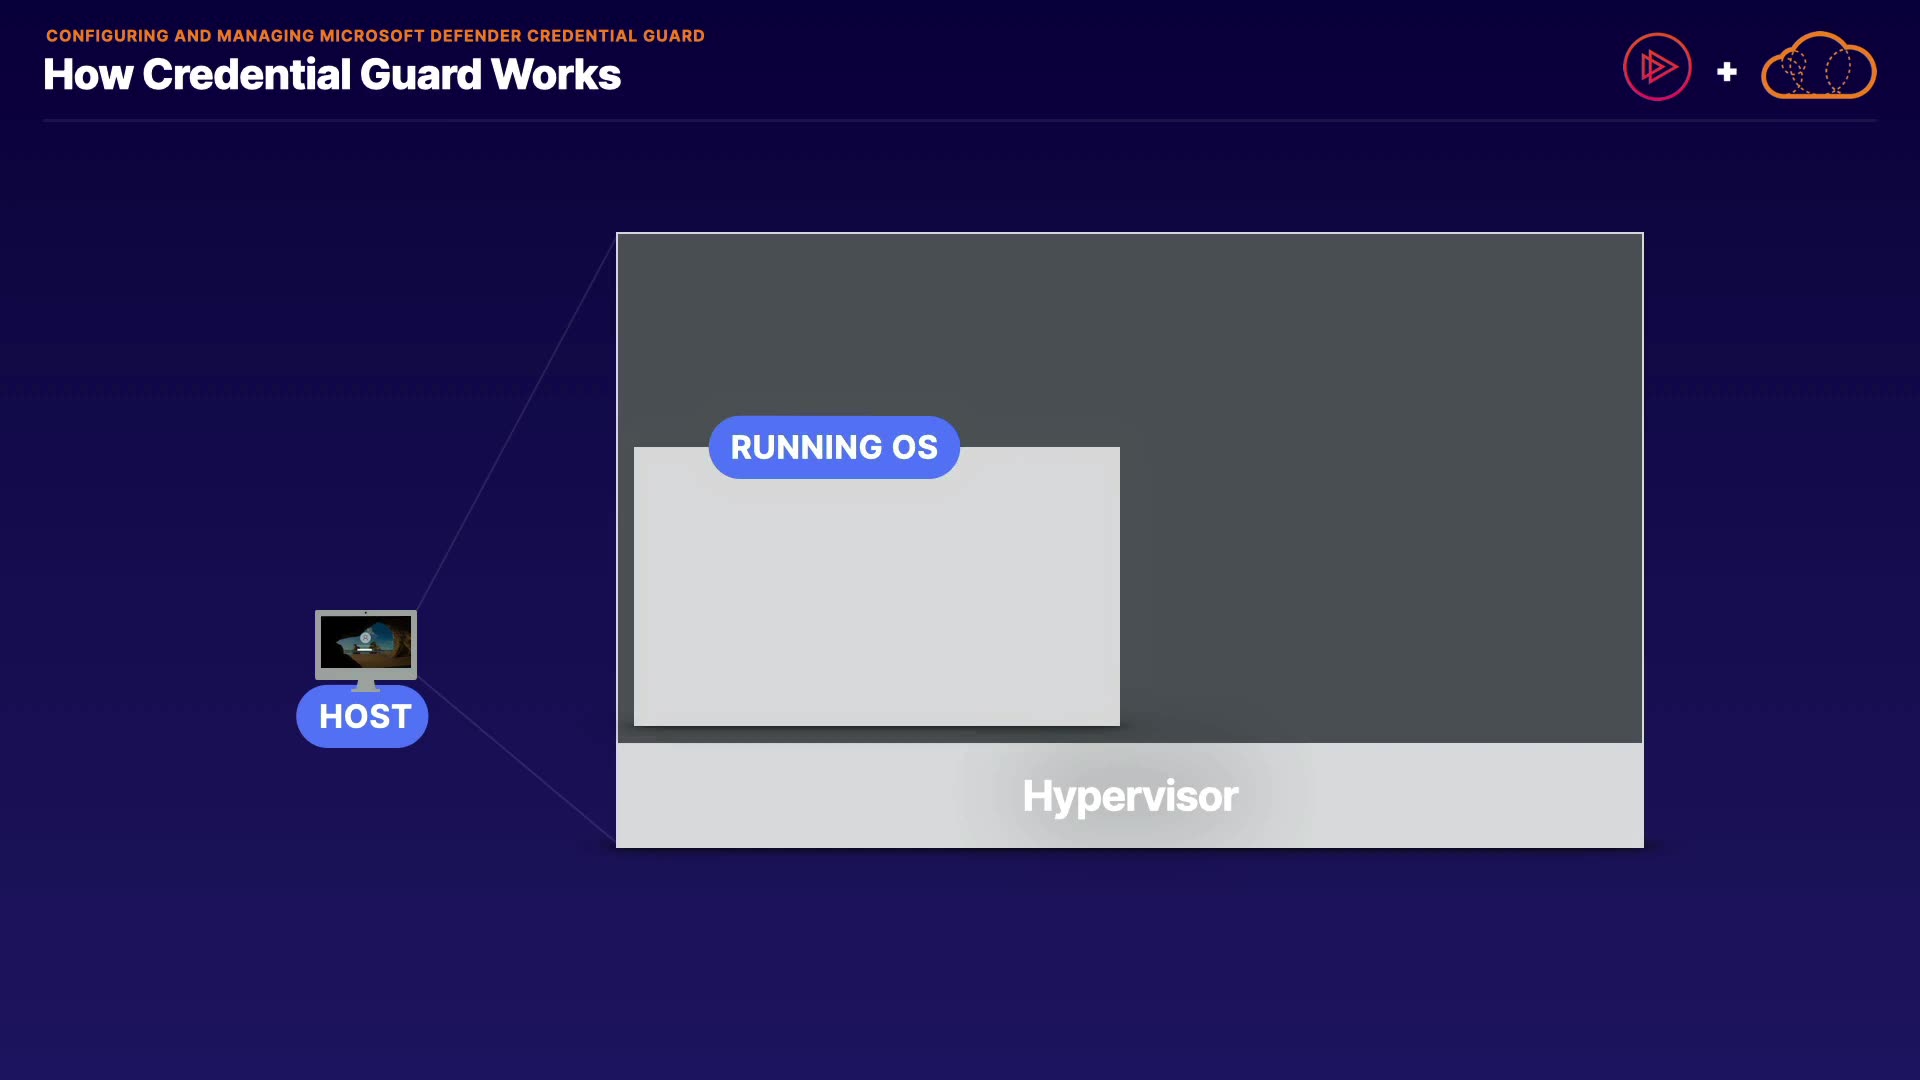 CONFIGURING AND MANAGING MICROSOFT DEFENDER CREDENTIAL GUARD
How Credential Guard Works
RUNNING OS
HOST
Hypervisor